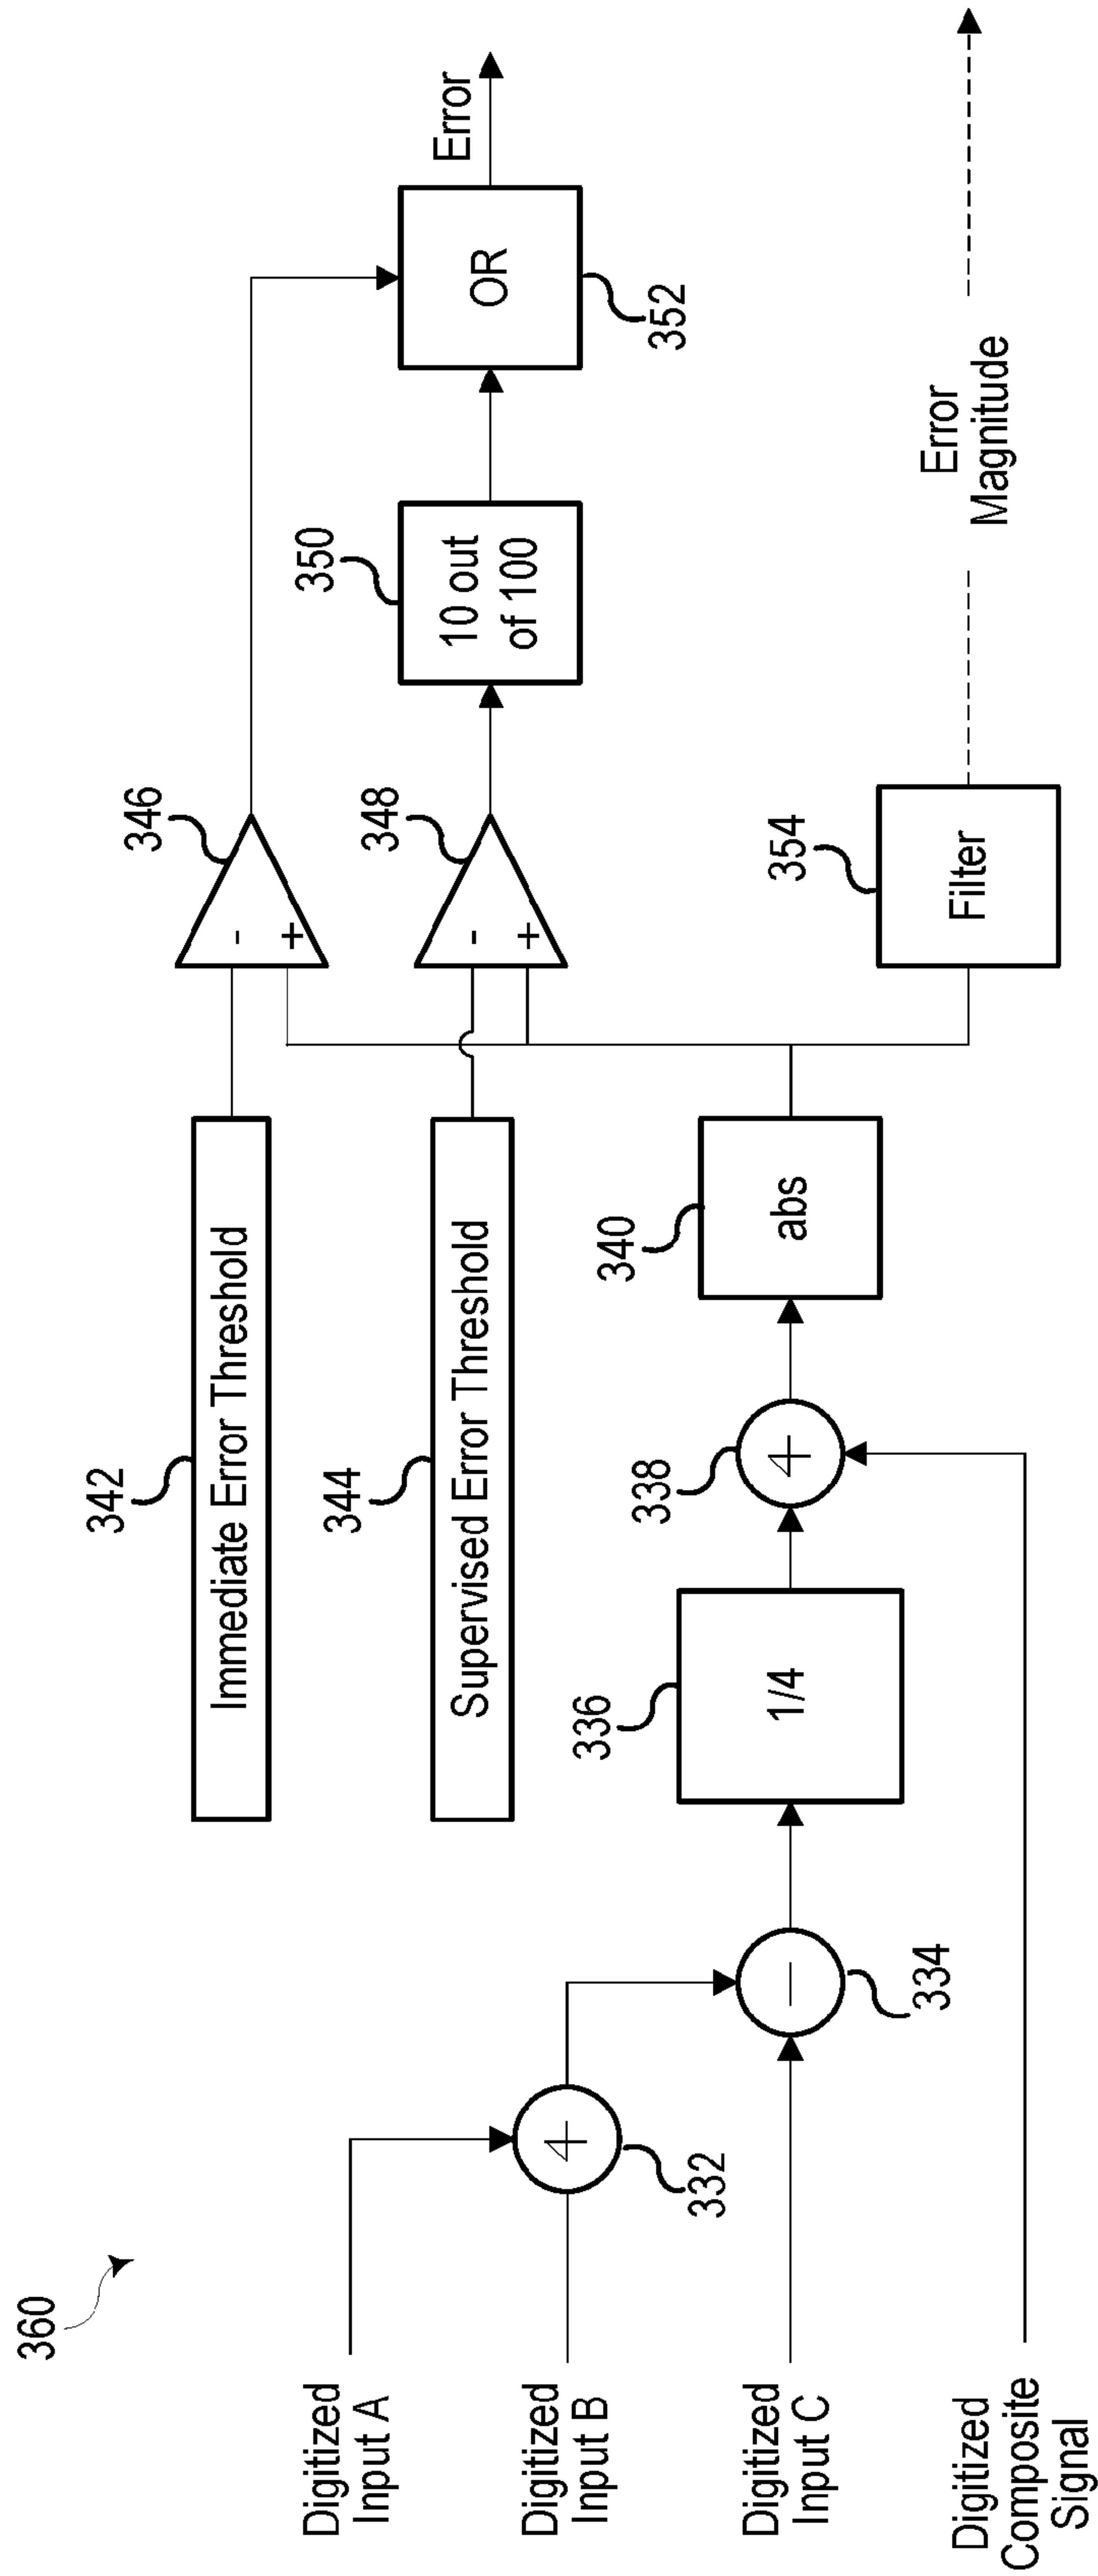 360
Digitized
Input A
Digitized
Input B
Digitized
Input C
Digitized
Composite
Signal
332
+
334
−
336
1/4
338
+
340
abs
342
Immediate Error Threshold
344
Supervised Error Threshold
346
-
+
348
-
+
350
10 out
of 100
352
OR
Error
354
Filter
Error
Magnitude